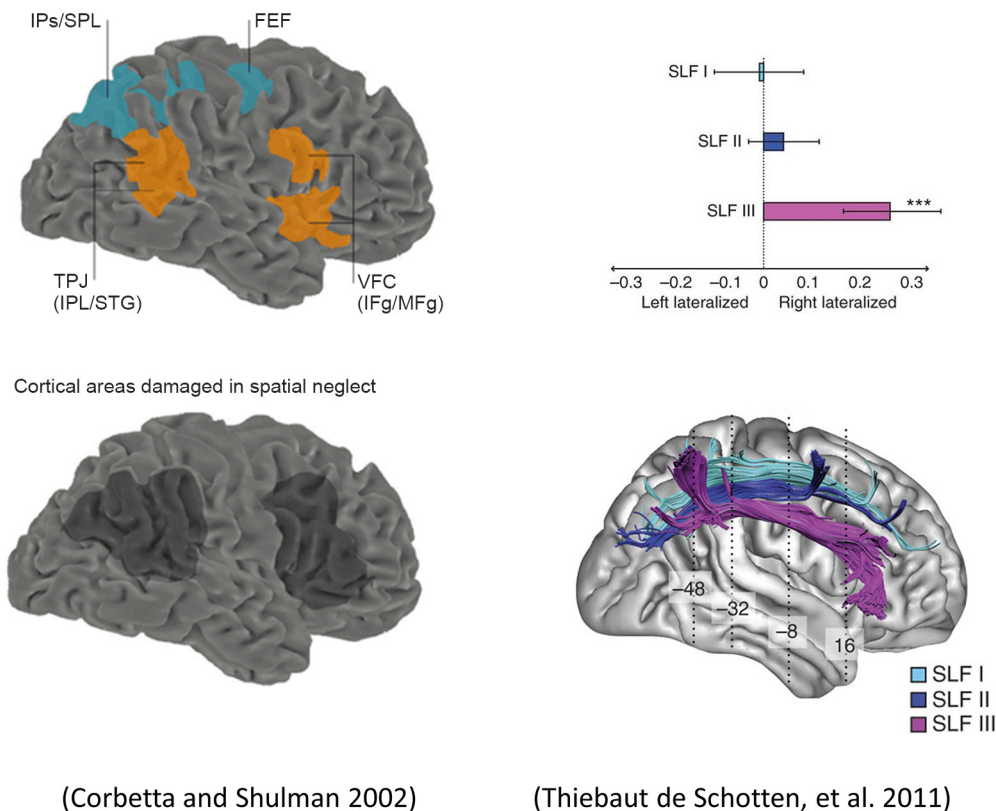 IPs/SPL
FEF
TPJ
(IPL/STG)
VFC
(IFg/MFg)
SLF I
SLF II
SLF III
***
–0.3 –0.2 –0.1 0 0.1 0.2 0.3
Left lateralized Right lateralized
Cortical areas damaged in spatial neglect
–48
–32
–8
16
SLF I
SLF II
SLF III
(Corbetta and Shulman 2002)
(Thiebaut de Schotten, et al. 2011)